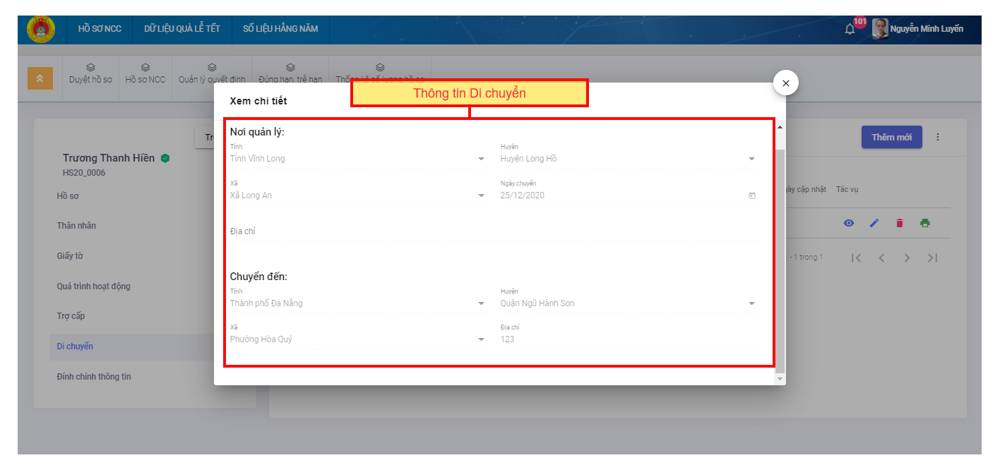 HỒ SƠ NCC DỮ LIỆU QUÀ LỄ TẾT SỐ LIỆU HẰNG NĂM 101 Nguyễn Minh Luyến
Duyệt hồ sơ Hồ sơ NCC Quản lý quyết định Đúng hạn, trễ hạn Thống kê số lượng hồ sơ
Thông tin Di chuyển
Xem chi tiết
Nơi quản lý:
Tỉnh Huyện
Tỉnh Vĩnh Long Huyện Long Hồ
Xã Ngày chuyển
Xã Long An 25/12/2020
Địa chỉ
Chuyển đến:
Tỉnh Huyện
Thành phố Đà Nẵng Quận Ngũ Hành Sơn
Xã Địa chỉ
Phường Hòa Quý 123
Trương Thanh Hiền
HS20_0006
Hồ sơ
Thân nhân
Giấy tờ
Quá trình hoạt động
Trợ cấp
Di chuyển
Đính chính thông tin
Thêm mới
cập nhật Tác vụ
- 1 trong 1